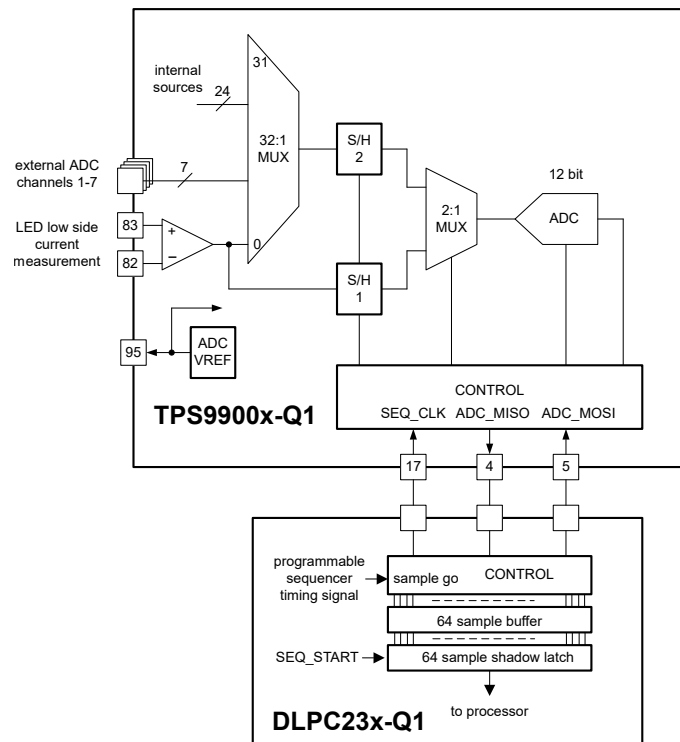 internal
sources
24
31
32:1
MUX
0
external ADC
channels 1-7
7
S/H
2
2:1
MUX
12 bit
ADC
LED low side
current
measurement
83
+
82
–
S/H
1
95
ADC
VREF
TPS9900x-Q1
CONTROL
SEQ_CLK ADC_MISO ADC_MOSI
17
4
5
programmable
sequencer
timing signal
sample go
CONTROL
64 sample buffer
SEQ_START
64 sample shadow latch
to processor
DLPC23x-Q1